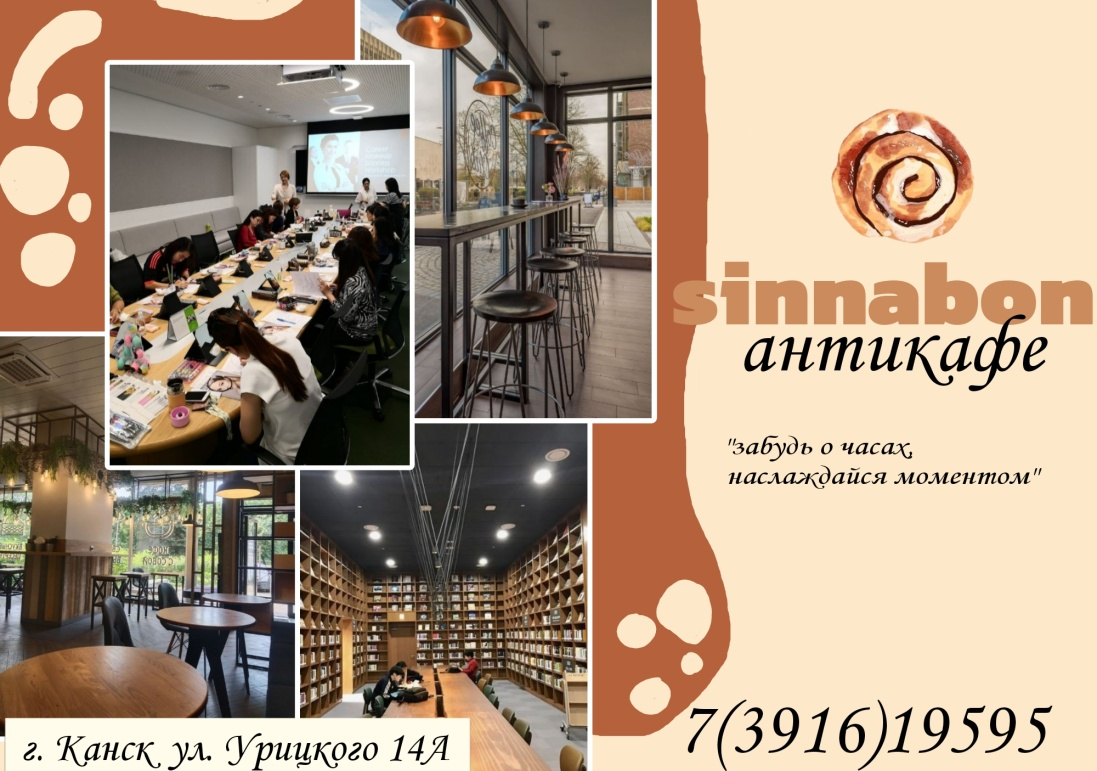 sinnabon
антикафе
"забудь о часах,
наслаждайся моментом"
7(3916)19595
г. Канск ул. Урицкого 14А